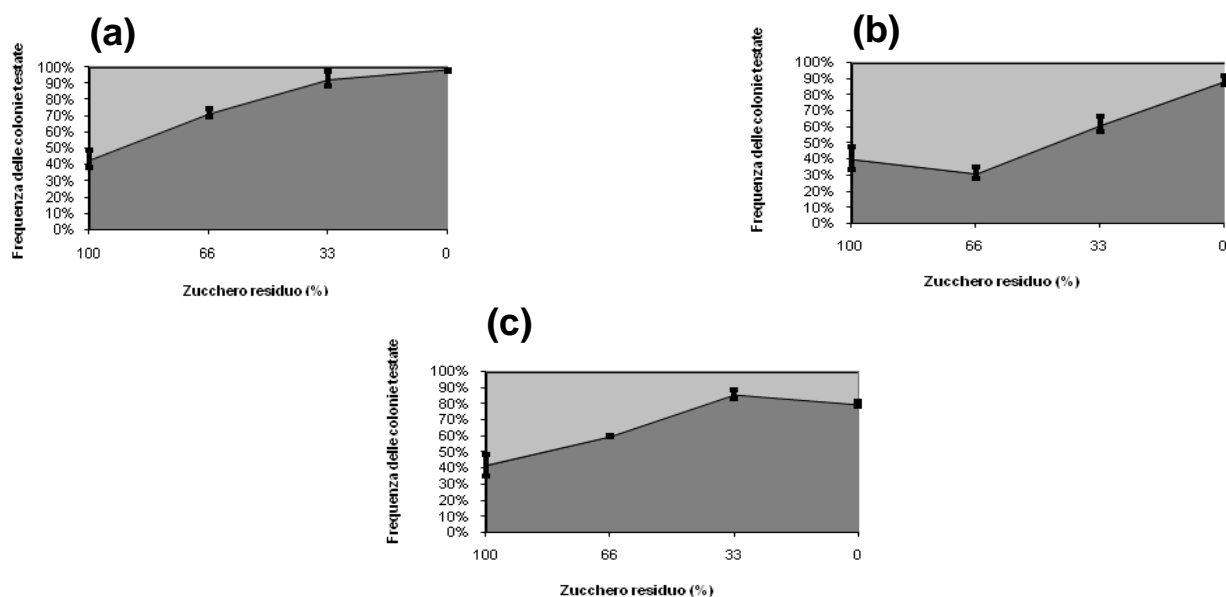 (a)
Frequenza delle colonie testate
100%
90%
80%
70%
60%
50%
40%
30%
20%
10%
0%
100 66 33 0
Zucchero residuo (%)
(b)
Frequenza delle colonie testate
100%
90%
80%
70%
60%
50%
40%
30%
20%
10%
0%
100 66 33 0
Zucchero residuo (%)
(c)
Frequenza delle colonie testate
100%
90%
80%
70%
60%
50%
40%
30%
20%
10%
0%
100 66 33 0
Zucchero residuo (%)